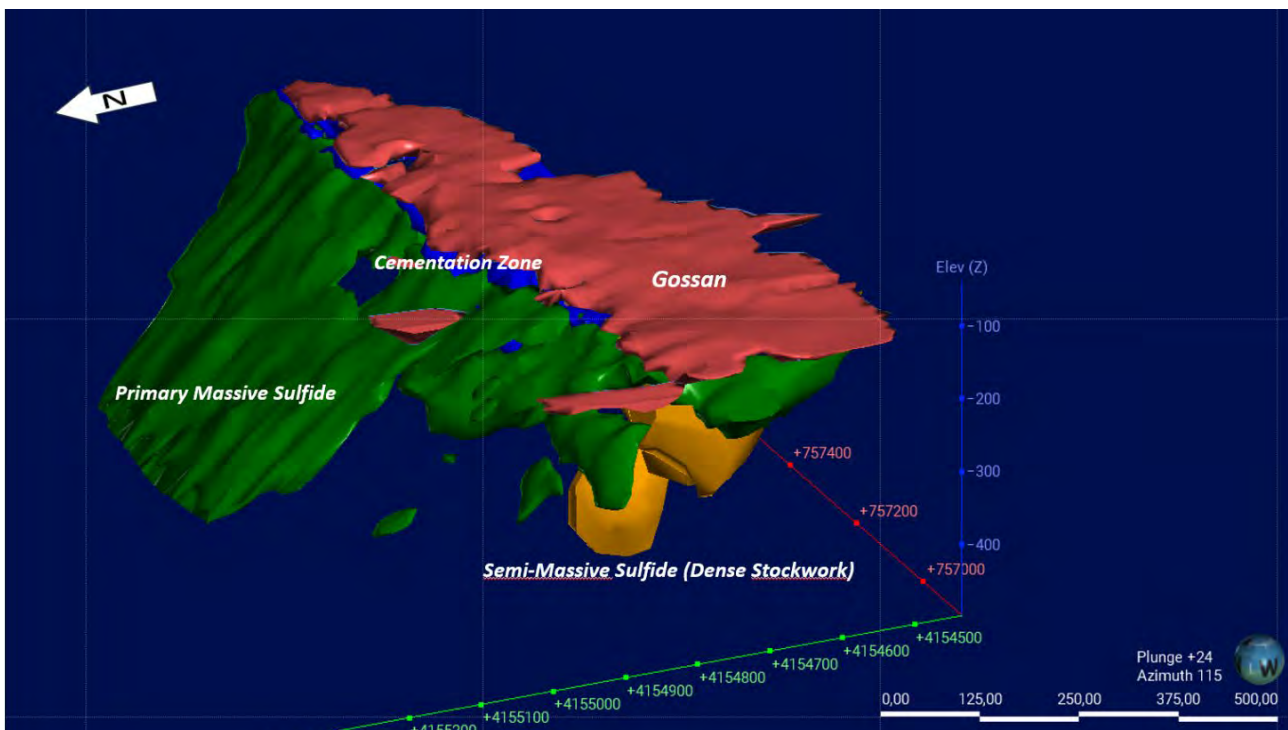 N
Cementation Zone
Gossan
Elev (Z)
-100
Primary Massive Sulfide
-200
-300
+757400
+757200
-400
Semi-Massive Sulfide (Dense Stockwork)
+757000
+4154500
+4154600
+4154700
+4154800
+4154900
+4155000
+4155100
Plunge +24
Azimuth 115
W
0,00 125,00 250,00 375,00 500,00